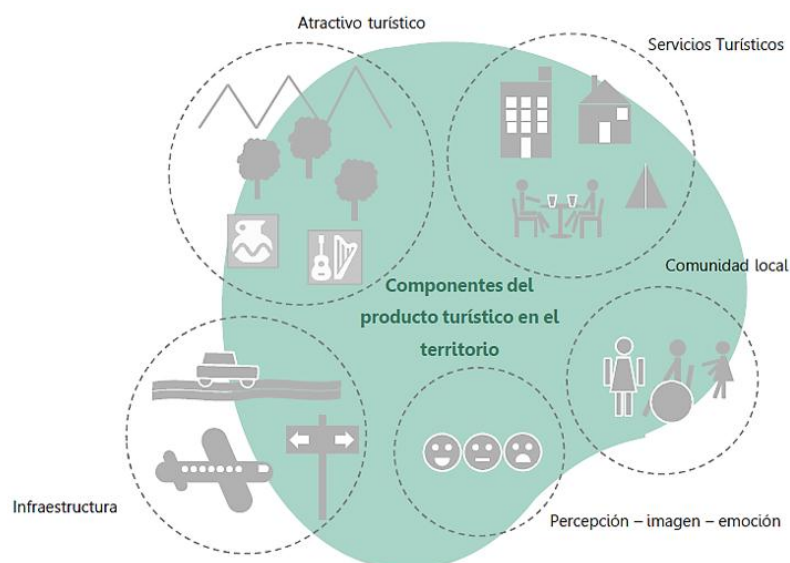 Atractivo turístico
Servicios Turísticos
Comunidad local
Componentes del
producto turístico en el
territorio
Infraestructura
Percepción – imagen – emoción